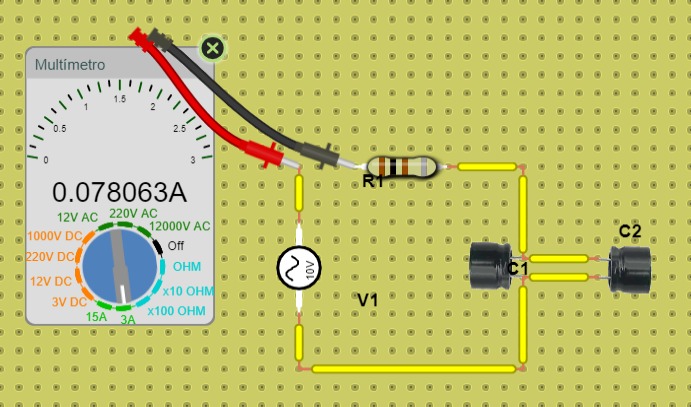 Multímetro
0 0.5 1 1.5 2 2.5 3
0.078063A
12V AC 220V AC 12000V AC
1000V DC Off
220V DC OHM
12V DC x10 OHM
3V DC x100 OHM
15A 3A
R1
10V
V1
C1
C2